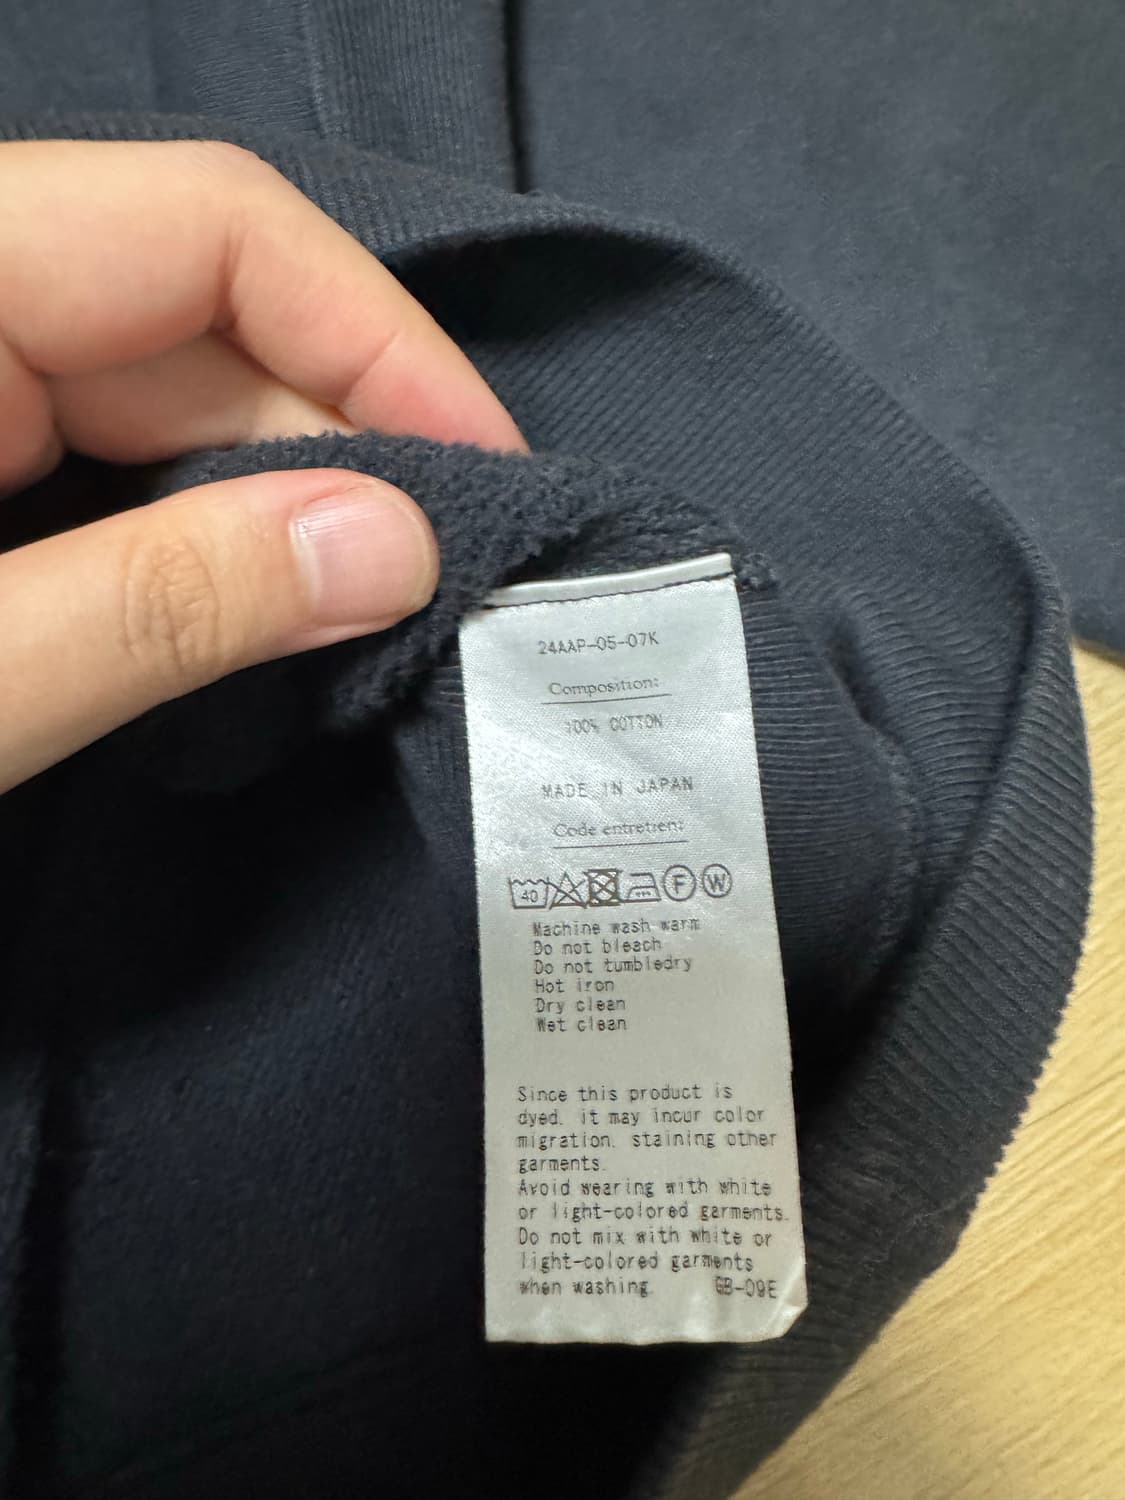 24AAP-05-07K
Composition:
100% COTTON
MADE IN JAPAN
Code entretien:
40 F W
Machine wash warm
Do not bleach
Do not tumbledry
Hot iron
Dry clean
Wet clean
Since this product is
dyed, it may incur color
migration, staining other
garments.
Avoid wearing with white
or light-colored garments.
Do not mix with white or
light-colored garments
when washing. GB-09E